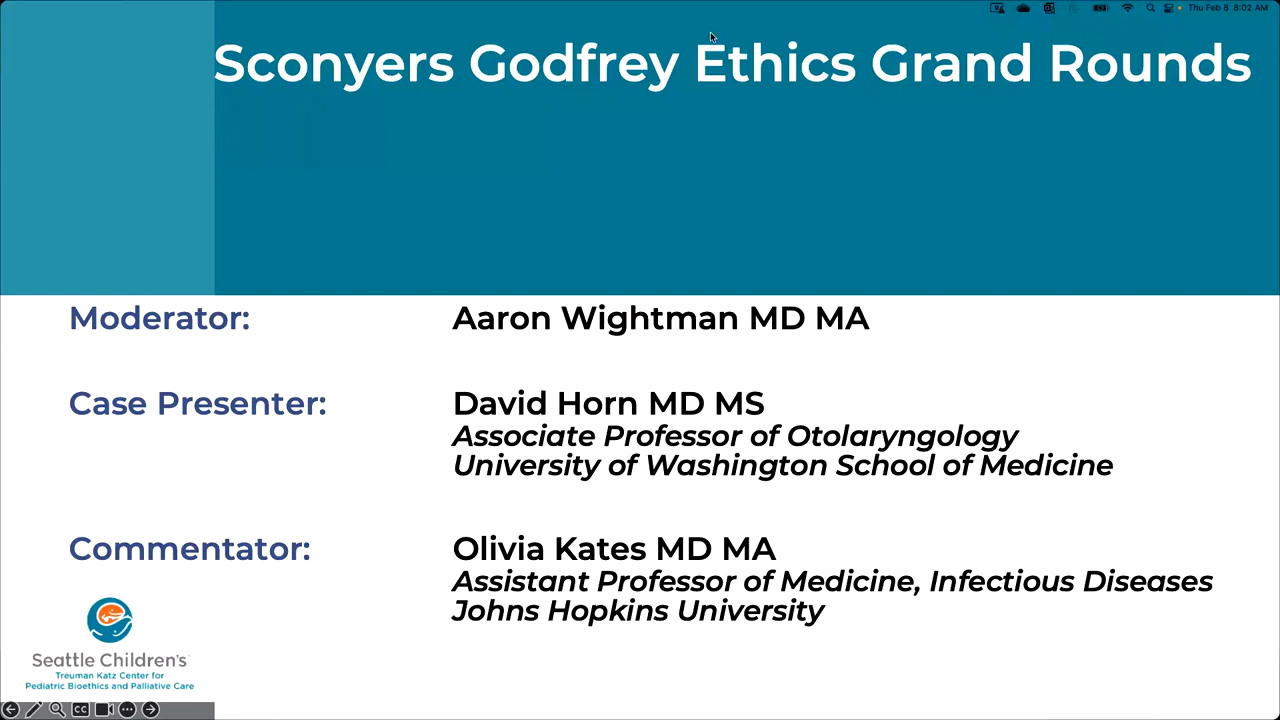 Thu Feb 8 8:02 AM
Sconyers Godfrey Ethics Grand Rounds
Moderator: Aaron Wightman MD MA
Case Presenter: David Horn MD MS
Associate Professor of Otolaryngology
University of Washington School of Medicine
Commentator: Olivia Kates MD MA
Assistant Professor of Medicine, Infectious Diseases
Johns Hopkins University
Seattle Children's
Treuman Katz Center for
Pediatric Bioethics and Palliative Care
CC